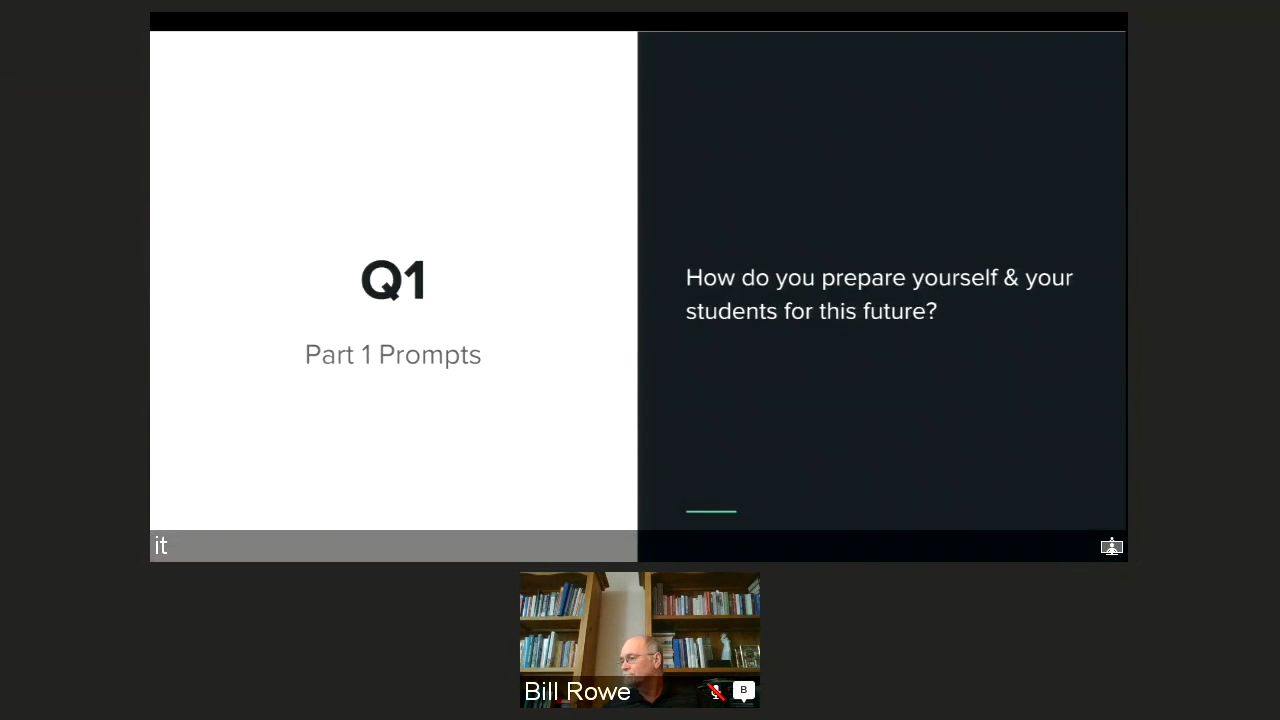 Q1
Part 1 Prompts
How do you prepare yourself & your
students for this future?
it
Bill Rowe
B